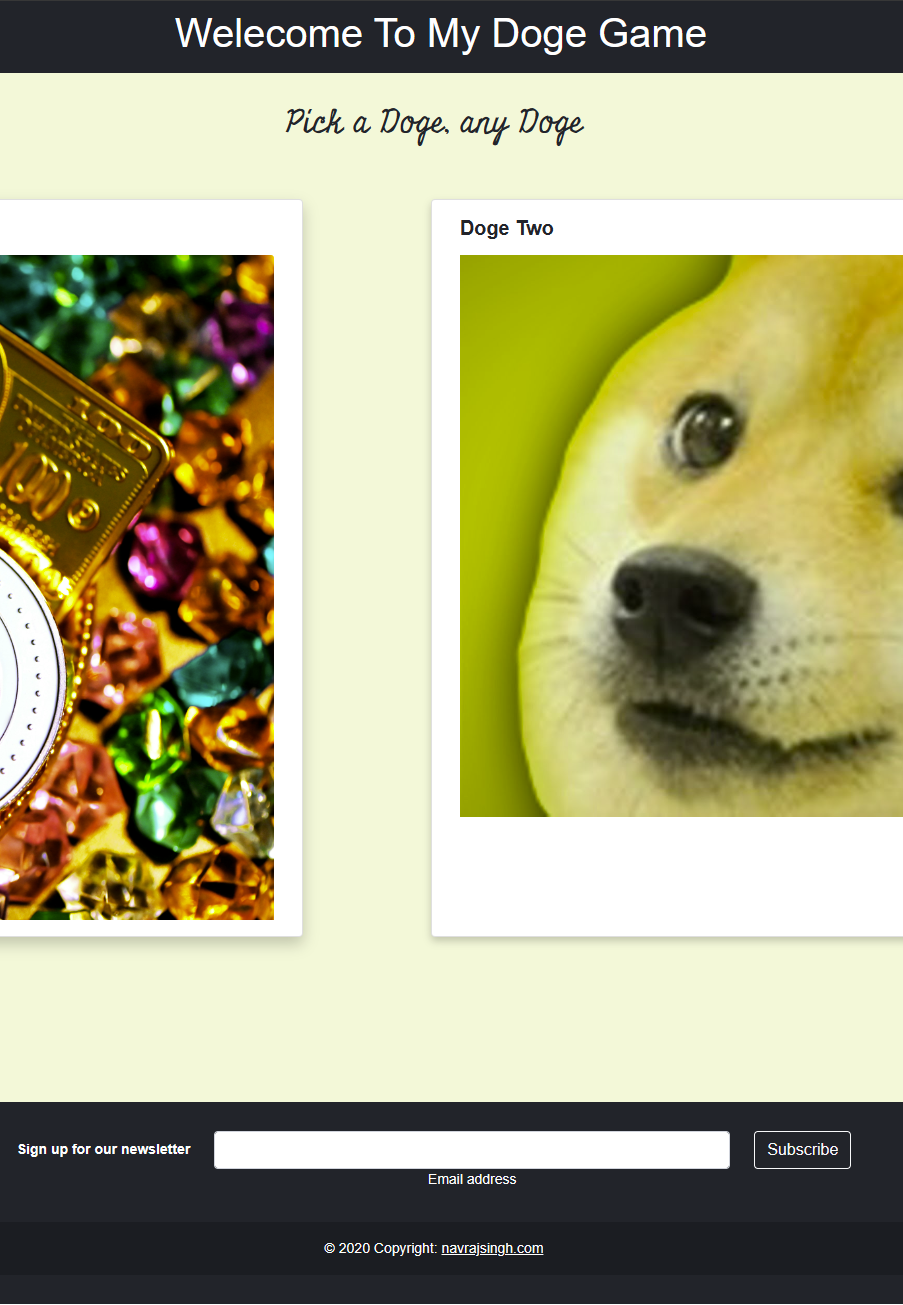 Welecome To My Doge Game
Pick a Doge, any Doge
Doge Two
100
Sign up for our newsletter
Subscribe
Email address
© 2020 Copyright: navrajsingh.com